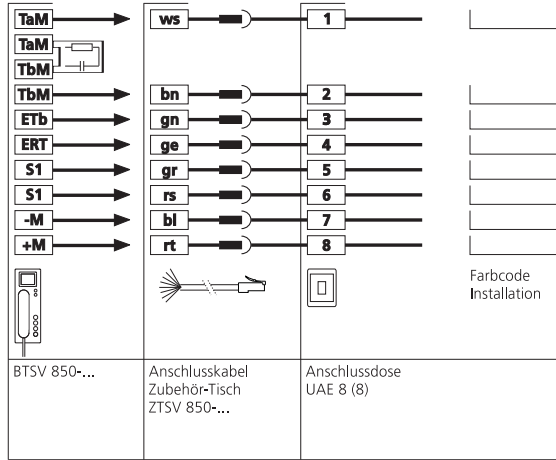 TaM ws 1
TaM
TbM
TbM bn 2
ETb gn 3
ERT ge 4
S1 gr 5
S1 rs 6
-M bl 7
+M rt 8
Farbcode
Installation
BTSV 850-...
Anschlusskabel
Zubehör-Tisch
ZTSV 850-...
Anschlussdose
UAE 8 (8)